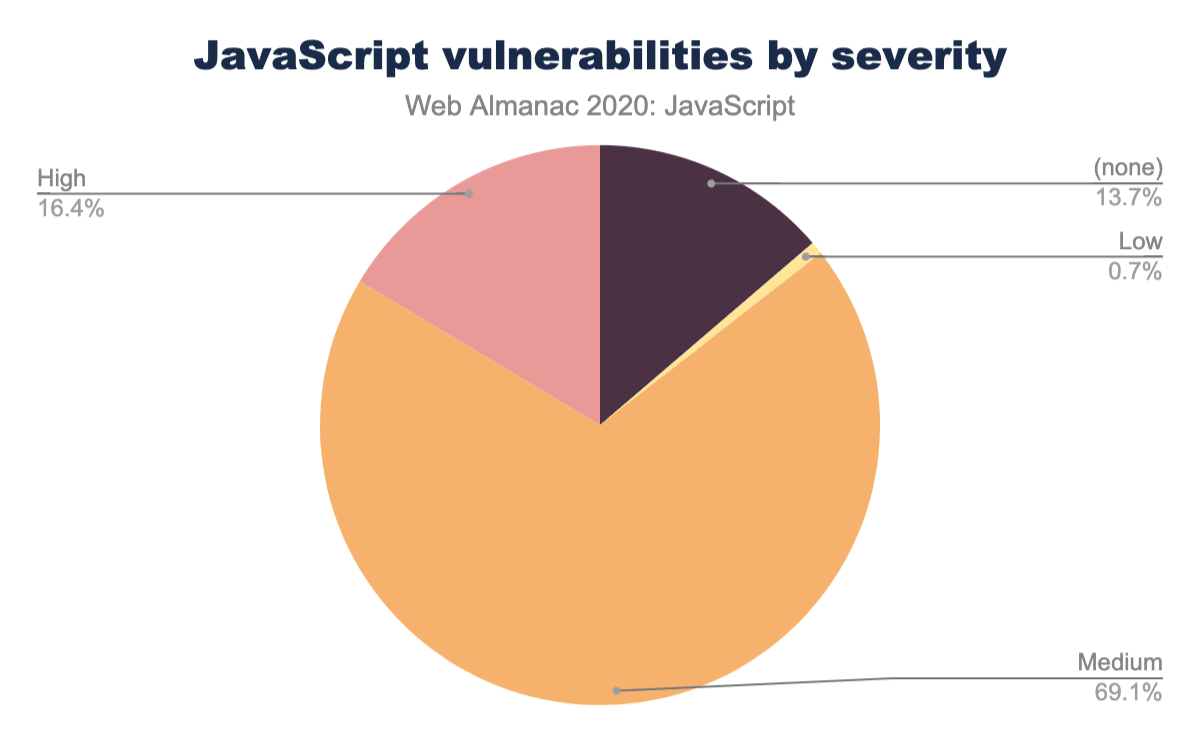 JavaScript vulnerabilities by severity
Web Almanac 2020: JavaScript
High
16.4%
(none)
13.7%
Low
0.7%
Medium
69.1%